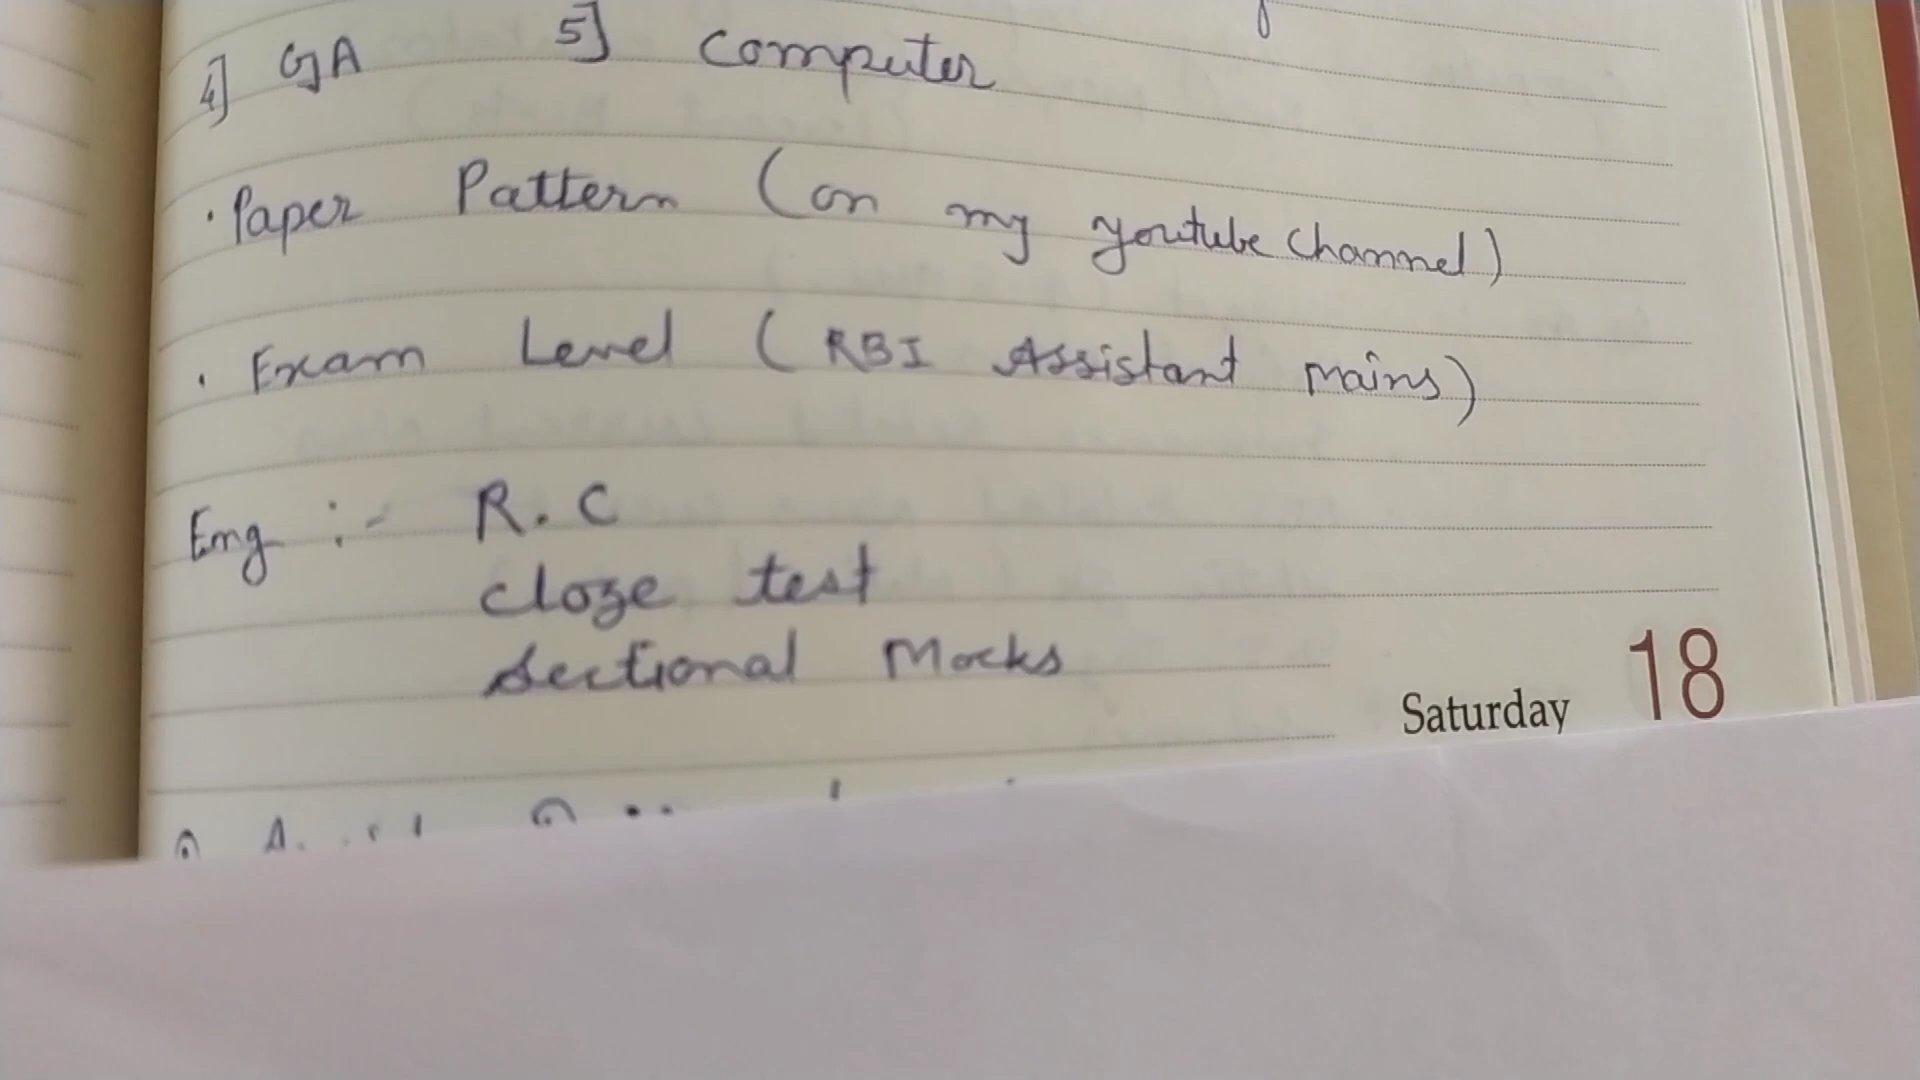 4] GA 5] Computer
• Paper Pattern (on my youtube Channel)
• Exam Level (RBI Assistant Mains)
Eng :- R.C
cloze test
Sectional Mocks
Saturday 18